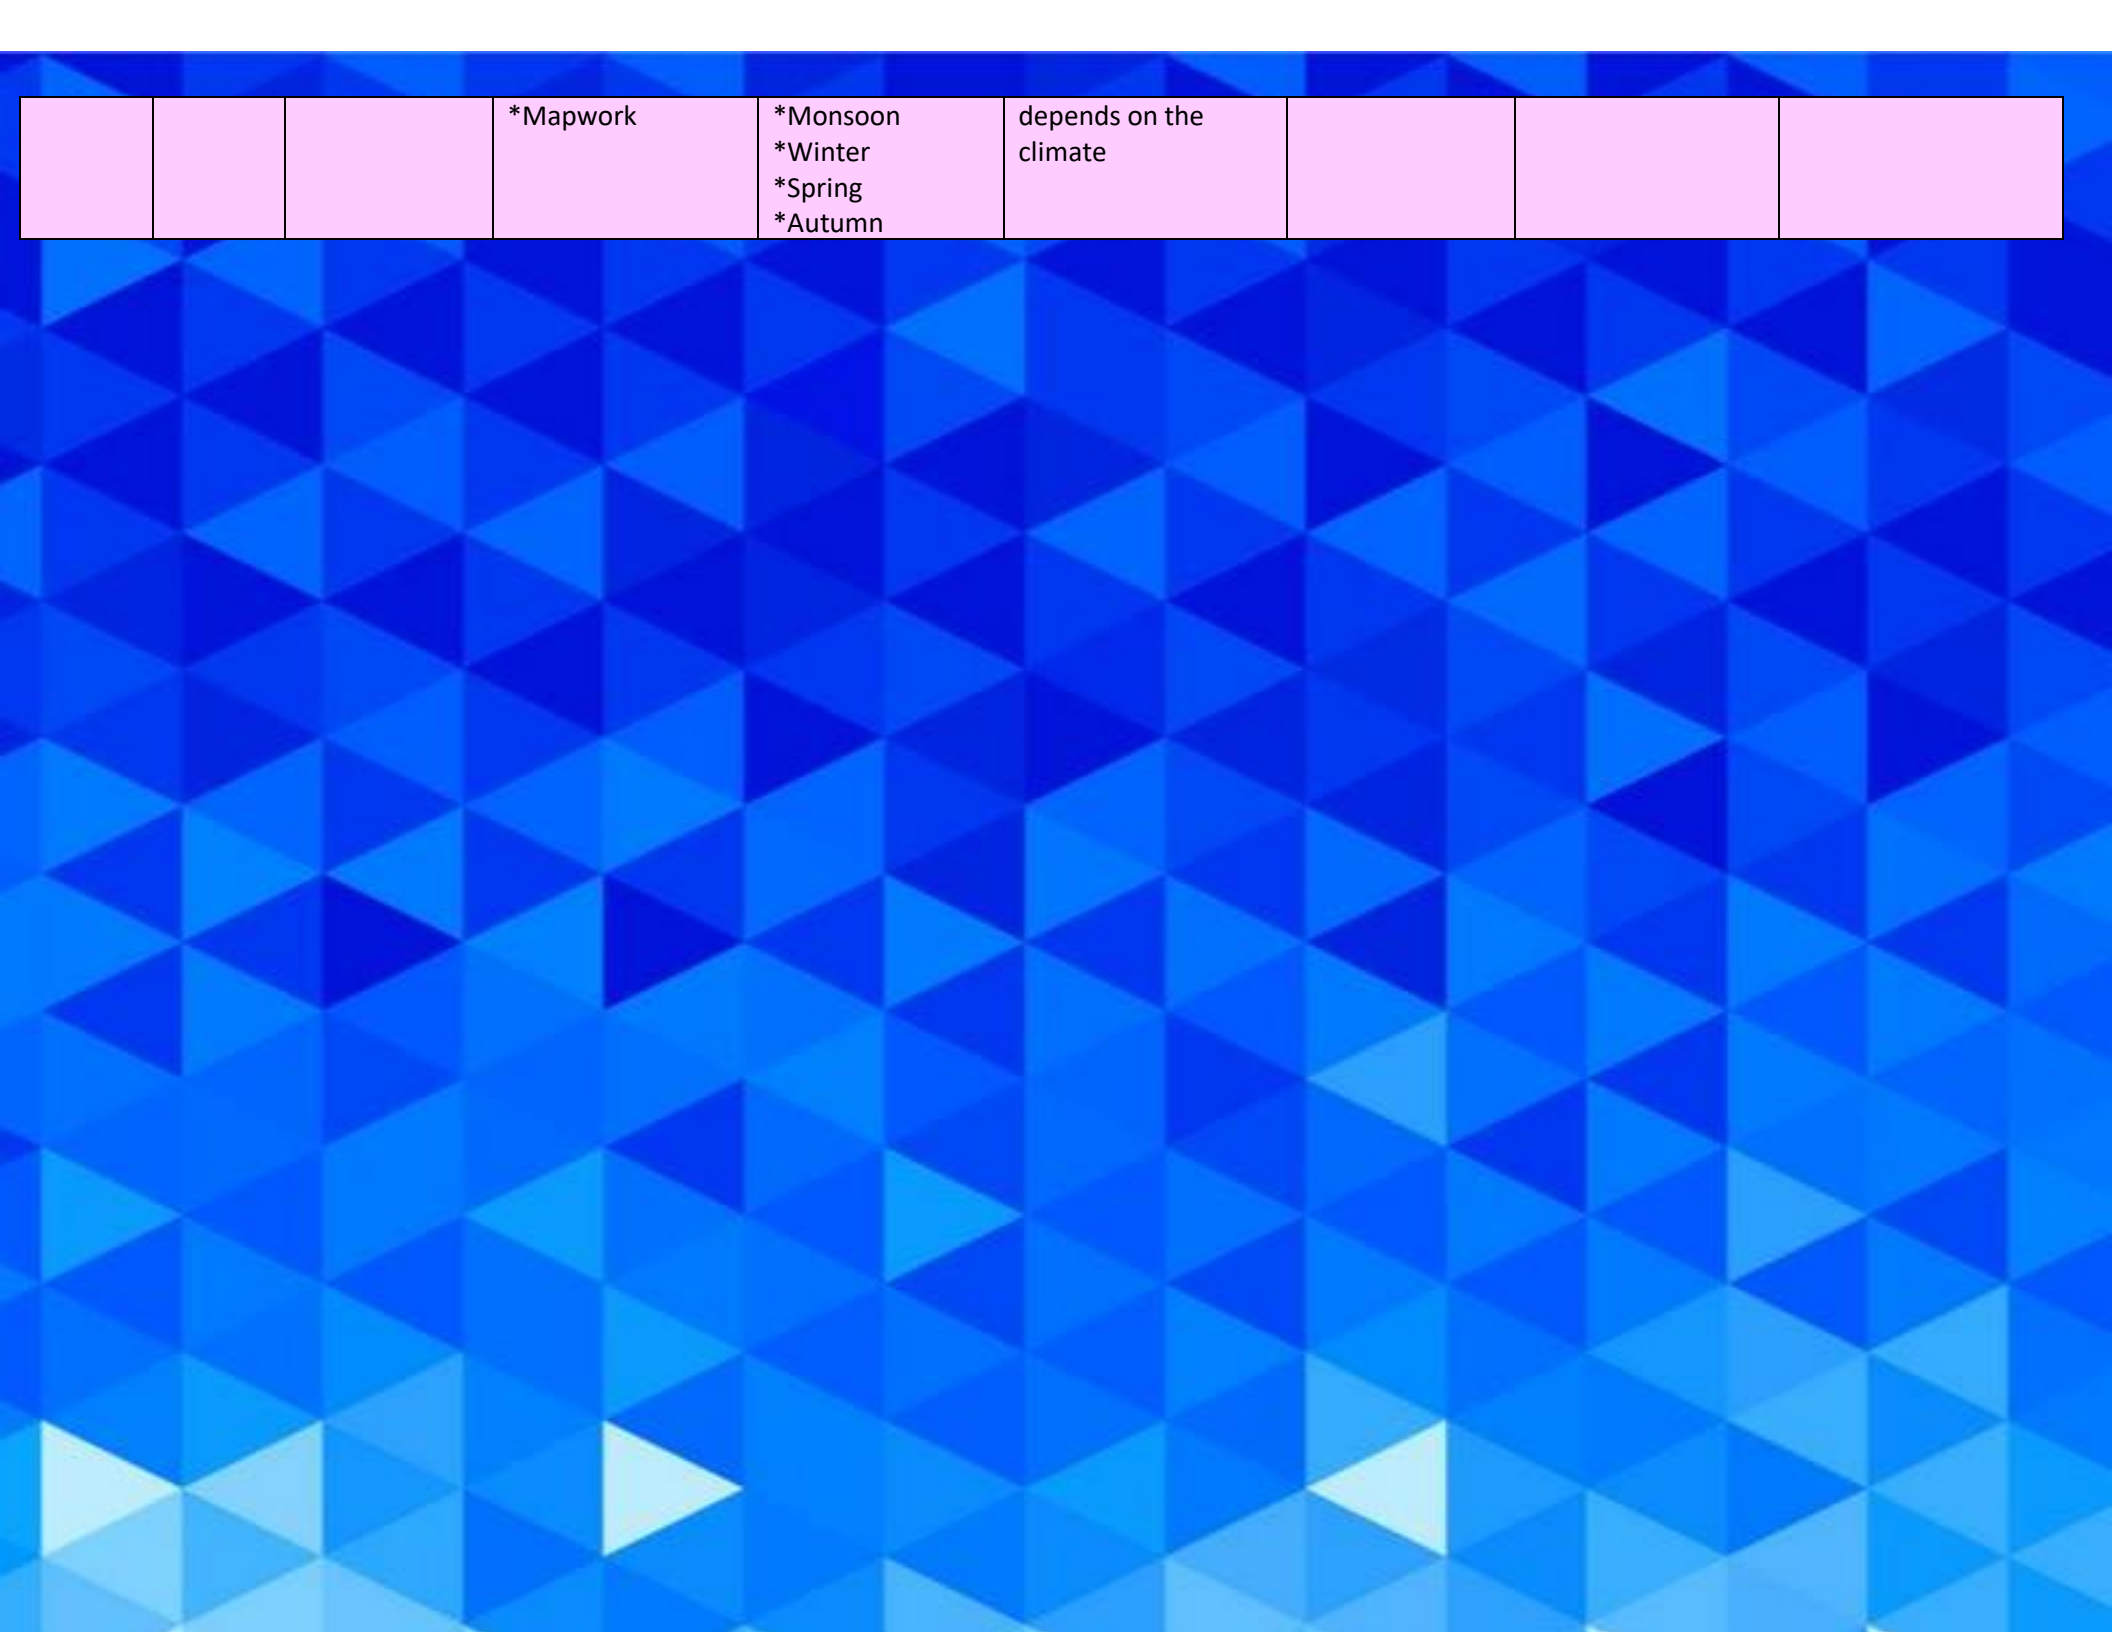 *Mapwork
*Monsoon
*Winter
*Spring
*Autumn
depends on the
climate